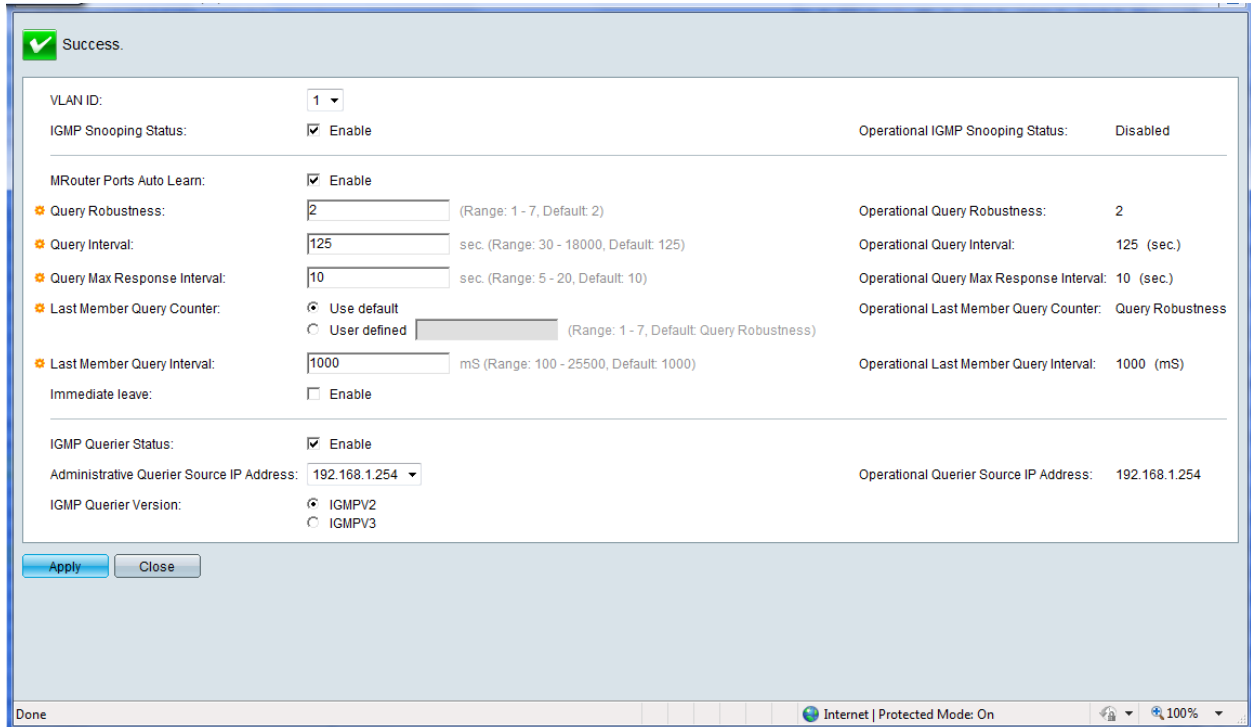 Success.
VLAN ID: 1
IGMP Snooping Status: Enable Operational IGMP Snooping Status: Disabled
MRouter Ports Auto Learn: Enable
Query Robustness: 2 (Range: 1 - 7, Default: 2) Operational Query Robustness: 2
Query Interval: 125 sec. (Range: 30 - 18000, Default: 125) Operational Query Interval: 125 (sec.)
Query Max Response Interval: 10 sec. (Range: 5 - 20, Default: 10) Operational Query Max Response Interval: 10 (sec.)
Last Member Query Counter: Use default Operational Last Member Query Counter: Query Robustness
User defined (Range: 1 - 7, Default: Query Robustness)
Last Member Query Interval: 1000 mS (Range: 100 - 25500, Default: 1000) Operational Last Member Query Interval: 1000 (mS)
Immediate leave: Enable
IGMP Querier Status: Enable
Administrative Querier Source IP Address: 192.168.1.254 Operational Querier Source IP Address: 192.168.1.254
IGMP Querier Version: IGMPV2
IGMPV3
Apply Close
Done Internet | Protected Mode: On 100%